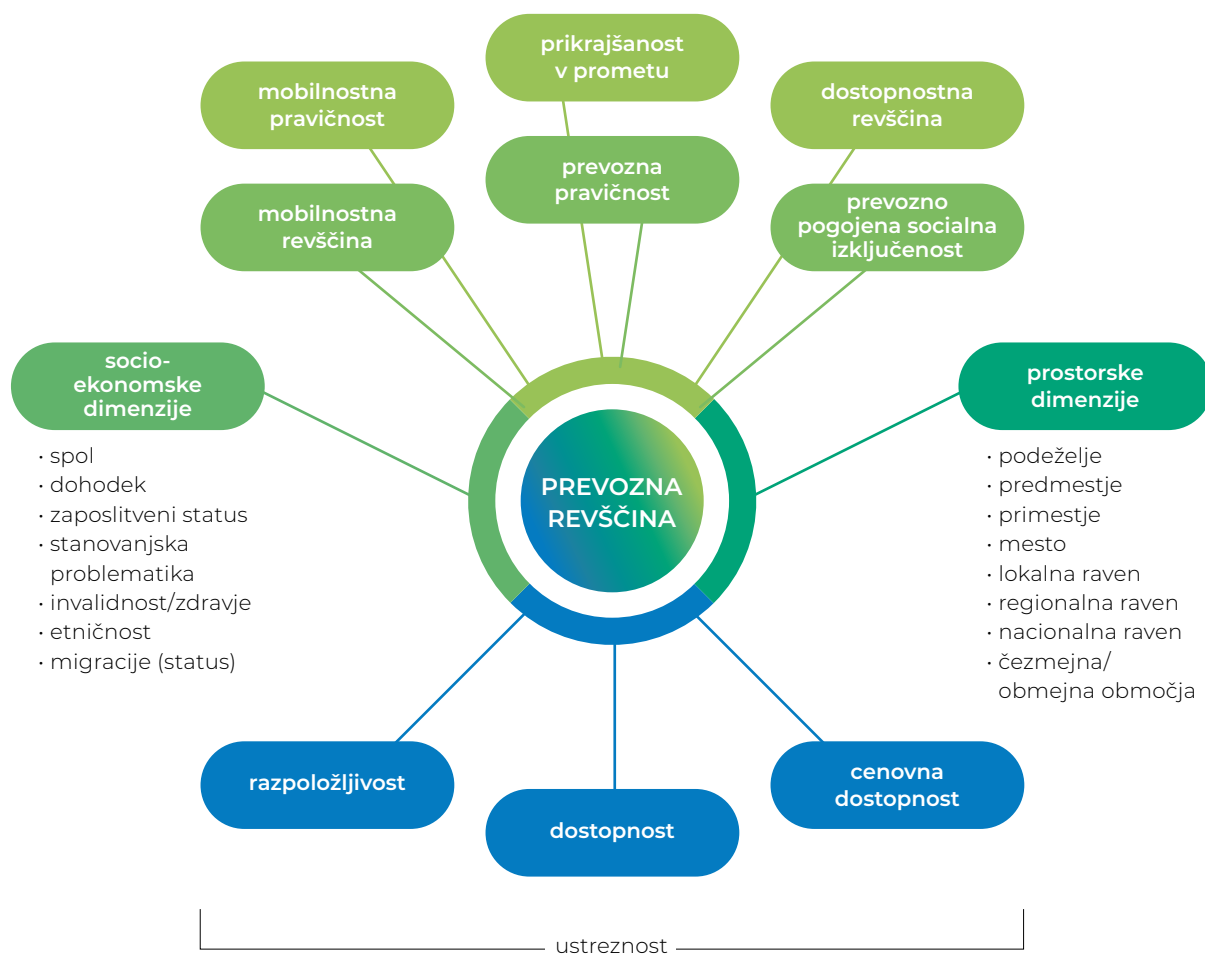 prikrajšanost
v prometu
mobilnostna
pravičnost
dostopnostna
revščina
prevozna
pravičnost
mobilnostna
revščina
prevozno
pogojena socialna
izključenost
socio-
ekonomske
dimenzije
· spol
· dohodek
· zaposlitveni status
· stanovanjska
problematika
· invalidnost/zdravje
· etničnost
· migracije (status)
PREVOZNA
REVŠČINA
prostorske
dimenzije
· podeželje
· predmestje
· primestje
· mesto
· lokalna raven
· regionalna raven
· nacionalna raven
· čezmejna/
obmejna območja
razpoložljivost
dostopnost
cenovna
dostopnost
ustreznost